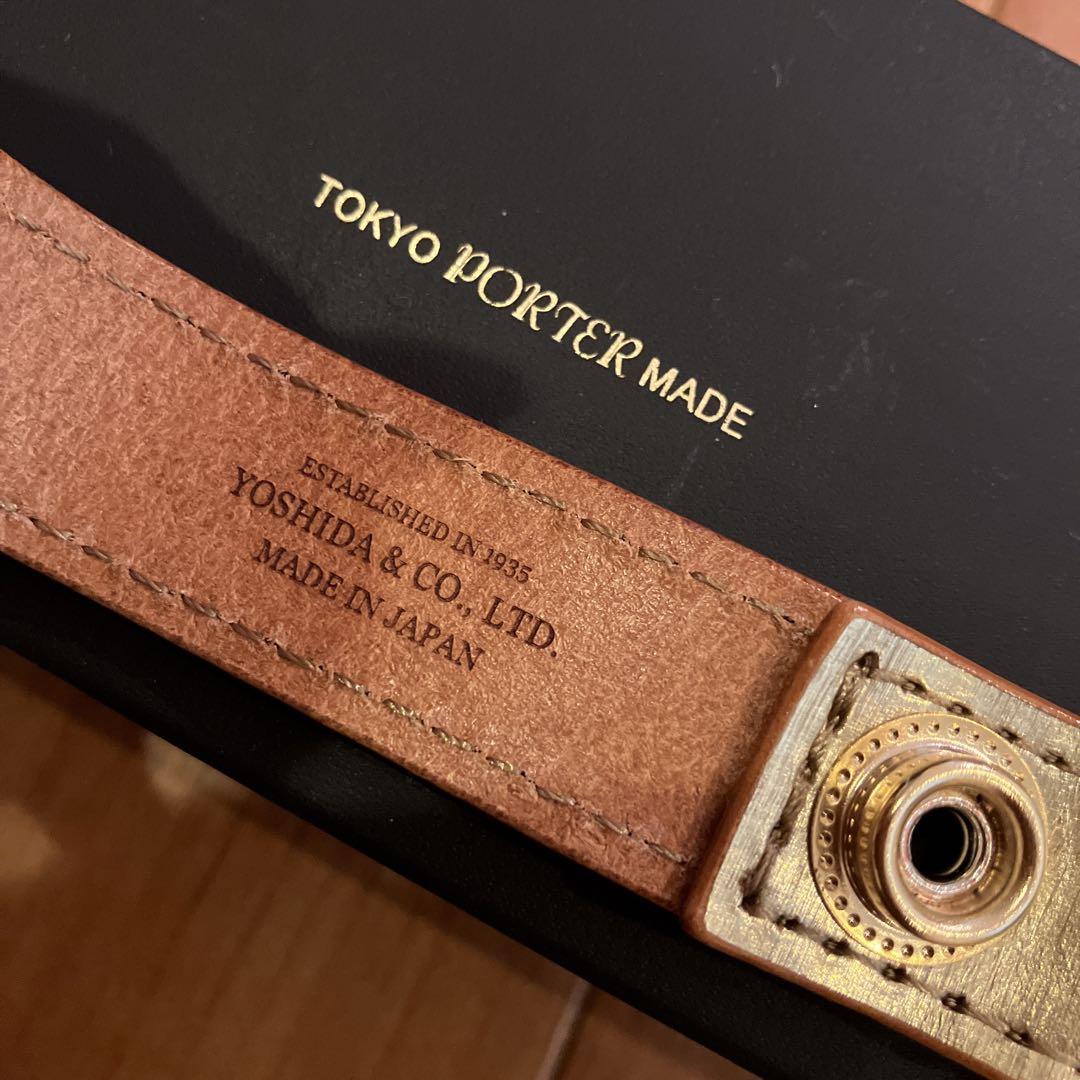 TOKYO PORTER MADE
ESTABLISHED IN 1935
YOSHIDA & CO., LTD.
MADE IN JAPAN